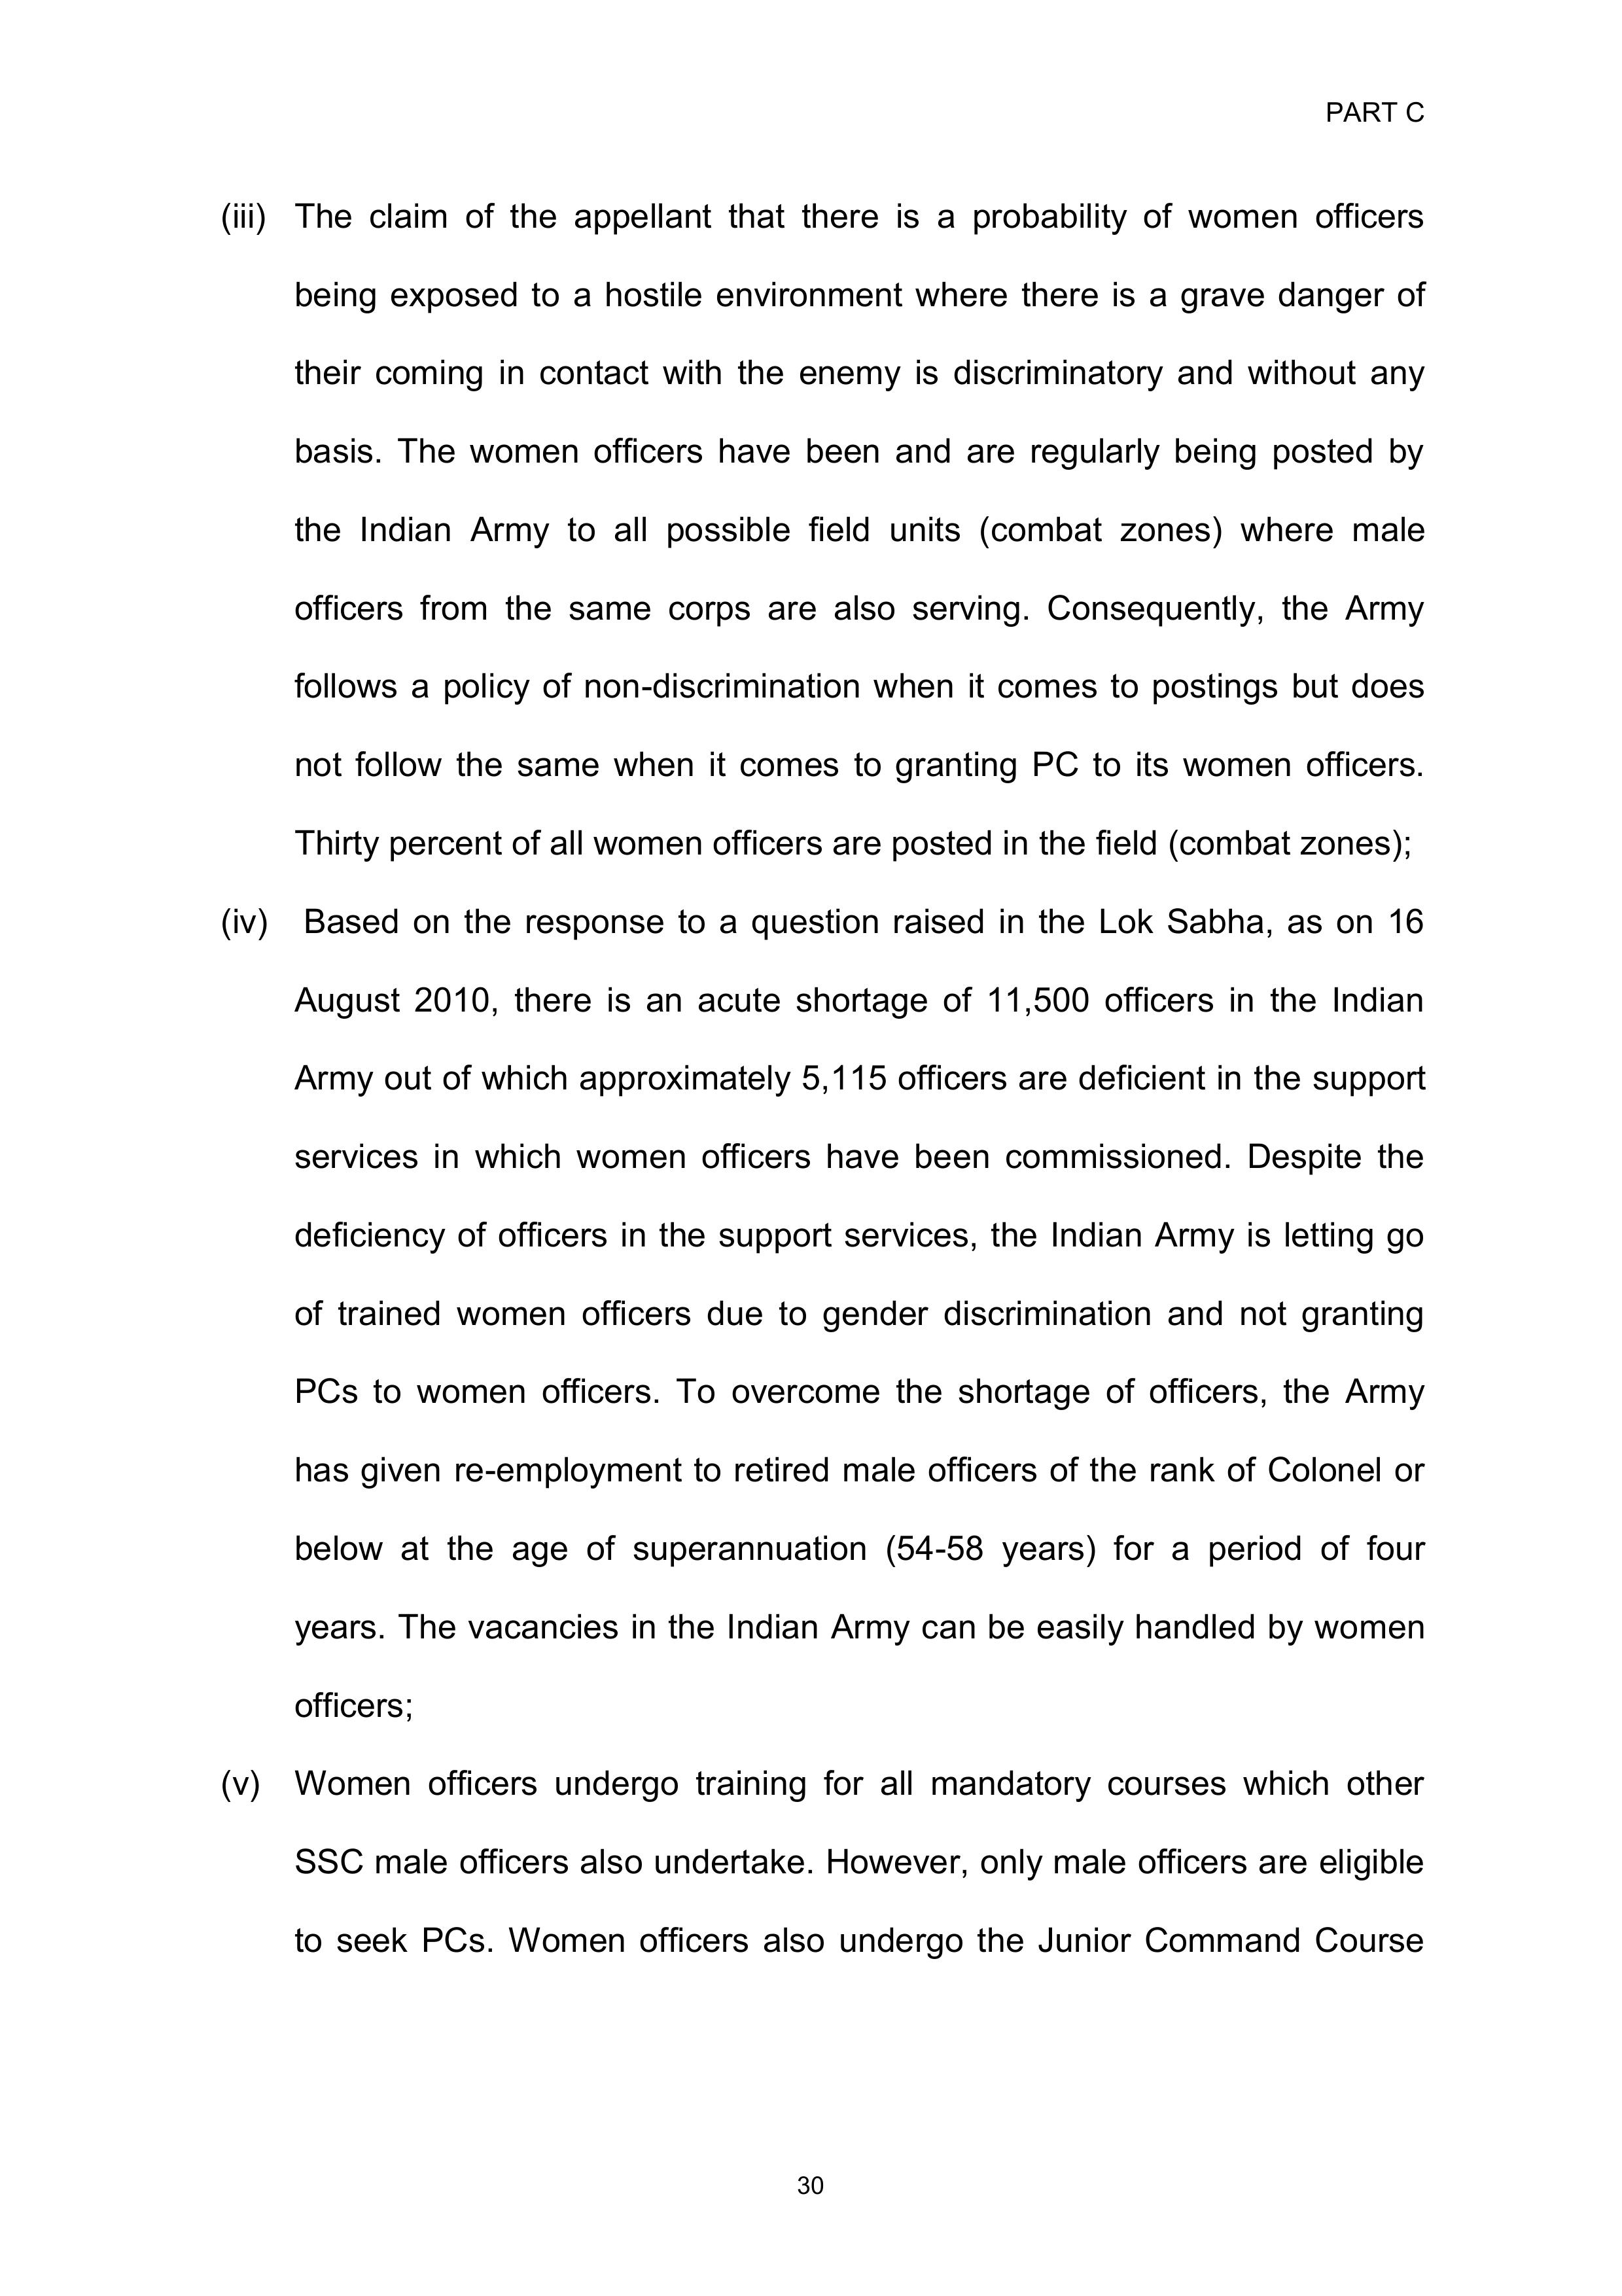 PART C
(iii) The claim of the appellant that there is a probability of women officers
being exposed to a hostile environment where there is a grave danger of
their coming in contact with the enemy is discriminatory and without any
basis. The women officers have been and are regularly being posted by
the Indian Army to all possible field units (combat zones) where male
officers from the same corps are also serving. Consequently, the Army
follows a policy of non-discrimination when it comes to postings but does
not follow the same when it comes to granting PC to its women officers.
Thirty percent of all women officers are posted in the field (combat zones);
(iv) Based on the response to a question raised in the Lok Sabha, as on 16
August 2010, there is an acute shortage of 11,500 officers in the Indian
Army out of which approximately 5,115 officers are deficient in the support
services in which women officers have been commissioned. Despite the
deficiency of officers in the support services, the Indian Army is letting go
of trained women officers due to gender discrimination and not granting
PCs to women officers. To overcome the shortage of officers, the Army
has given re-employment to retired male officers of the rank of Colonel or
below at the age of superannuation (54-58 years) for a period of four
years. The vacancies in the Indian Army can be easily handled by women
officers;
(v) Women officers undergo training for all mandatory courses which other
SSC male officers also undertake. However, only male officers are eligible
to seek PCs. Women officers also undergo the Junior Command Course
30